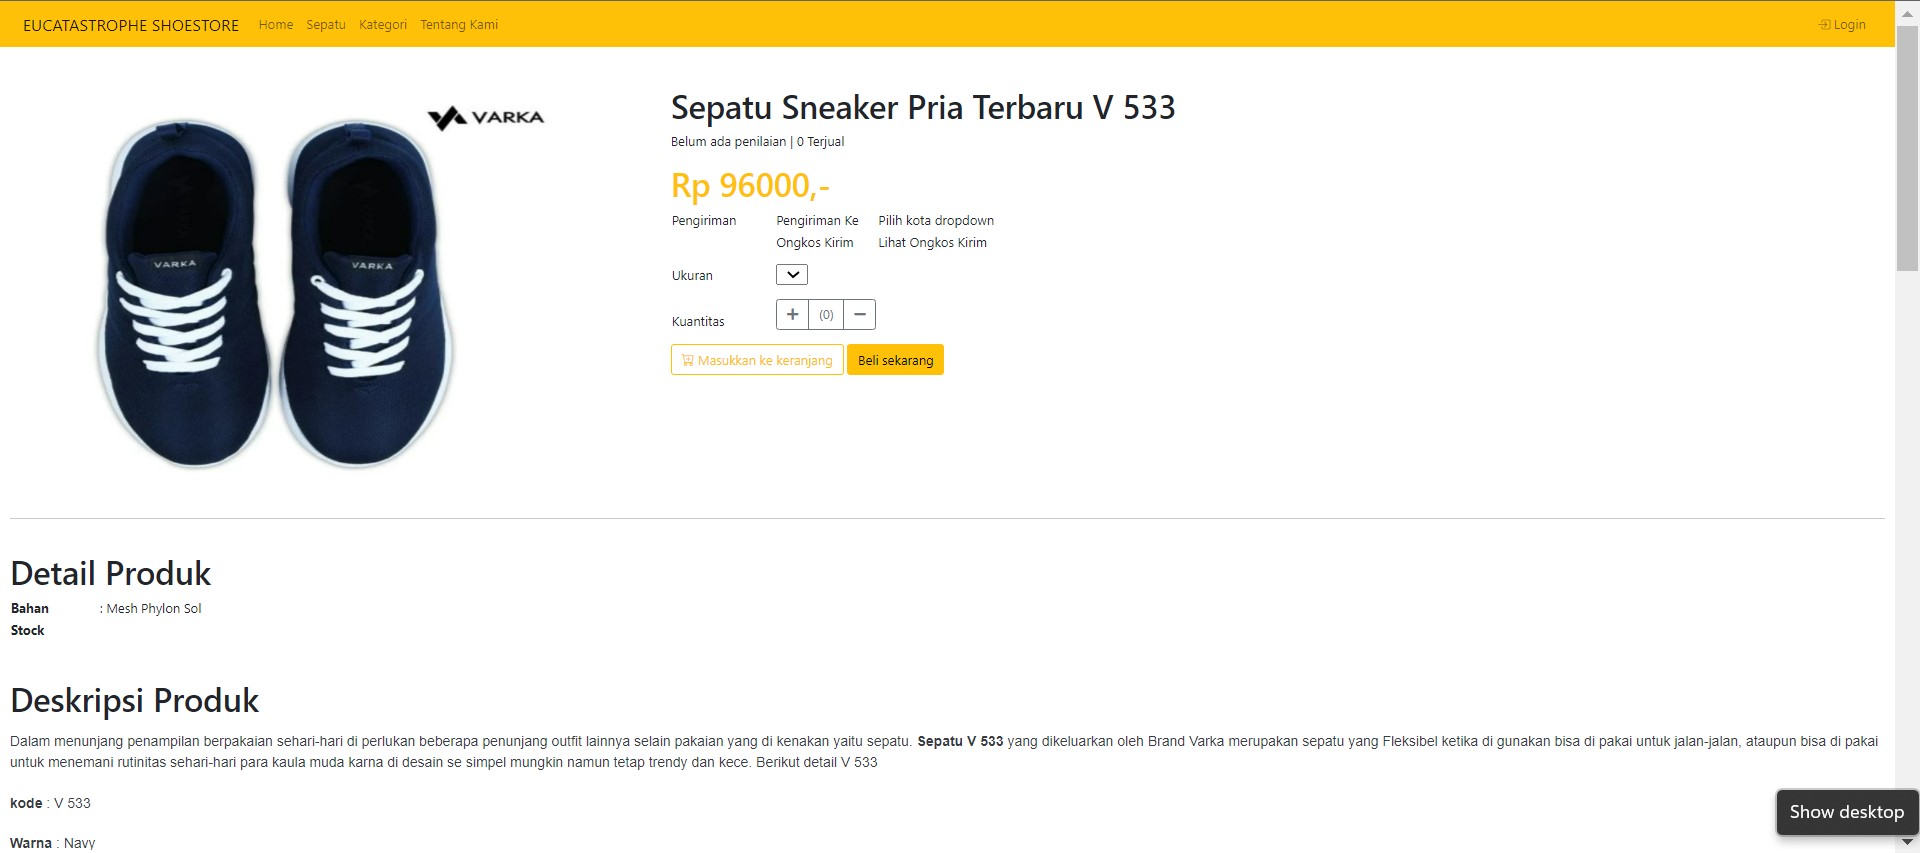 EUCATASTROPHE SHOESTORE Home Sepatu Kategori Tentang Kami Login
VARKA
VARKA VARKA
Sepatu Sneaker Pria Terbaru V 533
Belum ada penilaian | 0 Terjual
Rp 96000,-
Pengiriman Pengiriman Ke Pilih kota dropdown
Ongkos Kirim Lihat Ongkos Kirim
Ukuran
Kuantitas + (0) −
Masukkan ke keranjang Beli sekarang
Detail Produk
Bahan : Mesh Phylon Sol
Stock
Deskripsi Produk
Dalam menunjang penampilan berpakaian sehari-hari di perlukan beberapa penunjang outfit lainnya selain pakaian yang di kenakan yaitu sepatu. Sepatu V 533 yang dikeluarkan oleh Brand Varka merupakan sepatu yang Fleksibel ketika di gunakan bisa di pakai untuk jalan-jalan, ataupun bisa di pakai
untuk menemani rutinitas sehari-hari para kaula muda karna di desain se simpel mungkin namun tetap trendy dan kece. Berikut detail V 533
kode : V 533
Warna : Navy
Show desktop